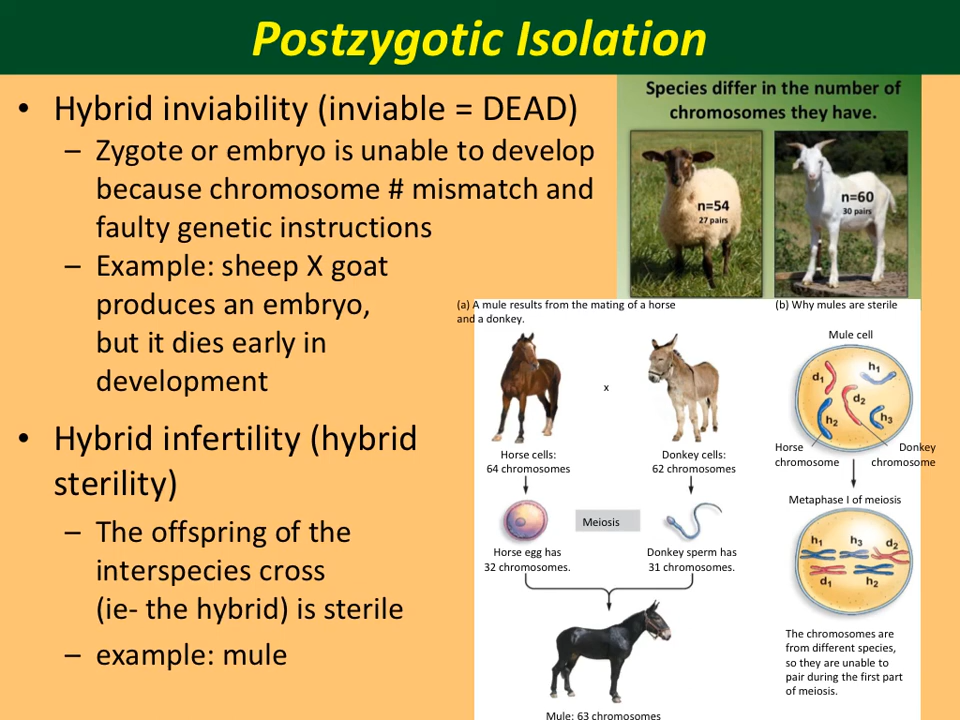 Postzygotic Isolation
• Hybrid inviability (inviable = DEAD)
– Zygote or embryo is unable to develop
because chromosome # mismatch and
faulty genetic instructions
– Example: sheep X goat
produces an embryo,
but it dies early in
development
• Hybrid infertility (hybrid
sterility)
– The offspring of the
interspecies cross
(ie- the hybrid) is sterile
– example: mule
Species differ in the number of
chromosomes they have.
n=54
27 pairs
n=60
30 pairs
(a) A mule results from the mating of a horse
and a donkey.
x
Horse cells:
64 chromosomes
Donkey cells:
62 chromosomes
Meiosis
Horse egg has
32 chromosomes.
Donkey sperm has
31 chromosomes.
Mule: 63 chromosomes
(b) Why mules are sterile
Mule cell
d1
h1
d2
h2
h3
Horse
chromosome
Donkey
chromosome
Metaphase I of meiosis
h1
h3
d2
d1
h2
The chromosomes are
from different species,
so they are unable to
pair during the first part
of meiosis.